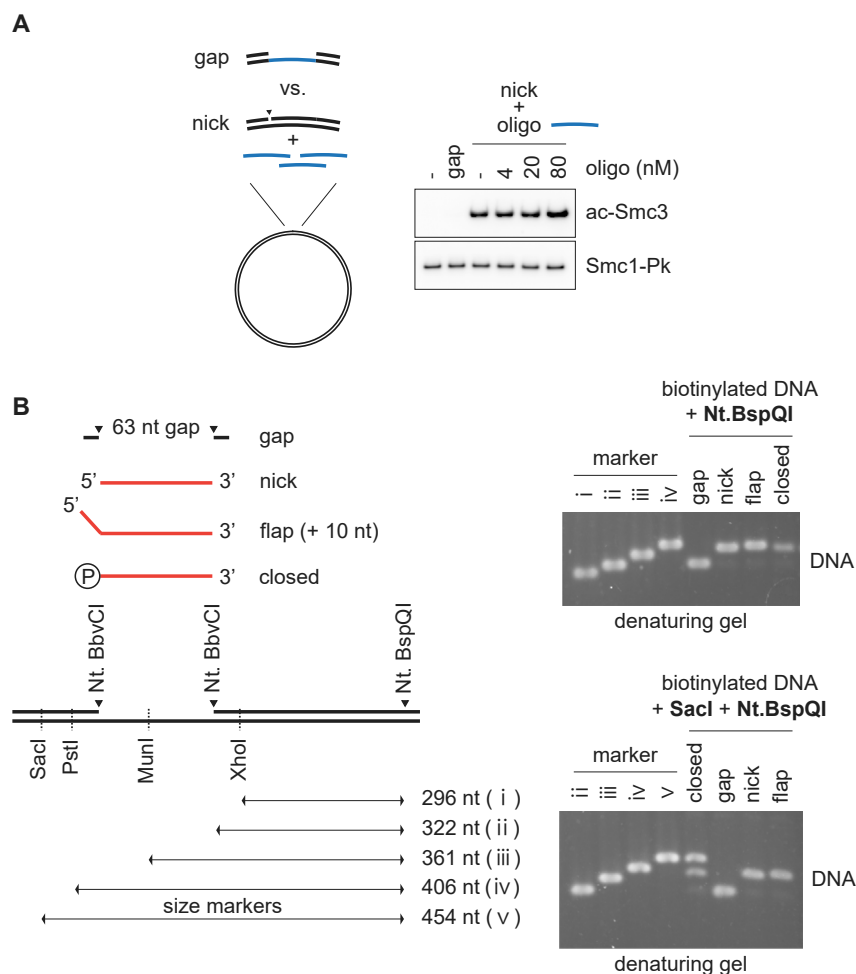 A
gap
vs.
nick
+
nick
+
oligo
- gap - 4 20 80 oligo (nM)
ac-Smc3
Smc1-Pk
B
63 nt gap
gap
5' 3' nick
5'
3' flap (+ 10 nt)
P 3' closed
Nt. BbvCI Nt. BbvCI Nt. BspQI
SacI PstI MunI XhoI
296 nt ( i )
322 nt ( ii )
361 nt ( iii )
406 nt ( iv )
size markers
454 nt ( v )
biotinylated DNA
+ Nt.BspQI
marker
i ii iii iv gap nick flap closed
DNA
denaturing gel
biotinylated DNA
+ SacI + Nt.BspQI
marker
ii iii iv v closed gap nick flap
DNA
denaturing gel